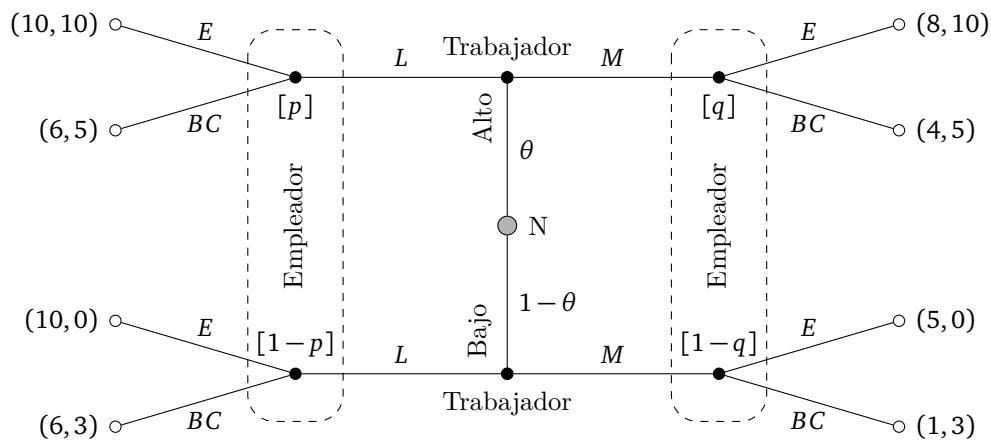 (10,10)
E
Trabajador
E
(8,10)
L
M
(6,5)
BC
[p]
Alto
[q]
BC
(4,5)
θ
Empleador
N
Empleador
1−θ
(10,0)
E
[1−p]
Bajo
[1−q]
E
(5,0)
L
M
(6,3)
BC
Trabajador
BC
(1,3)